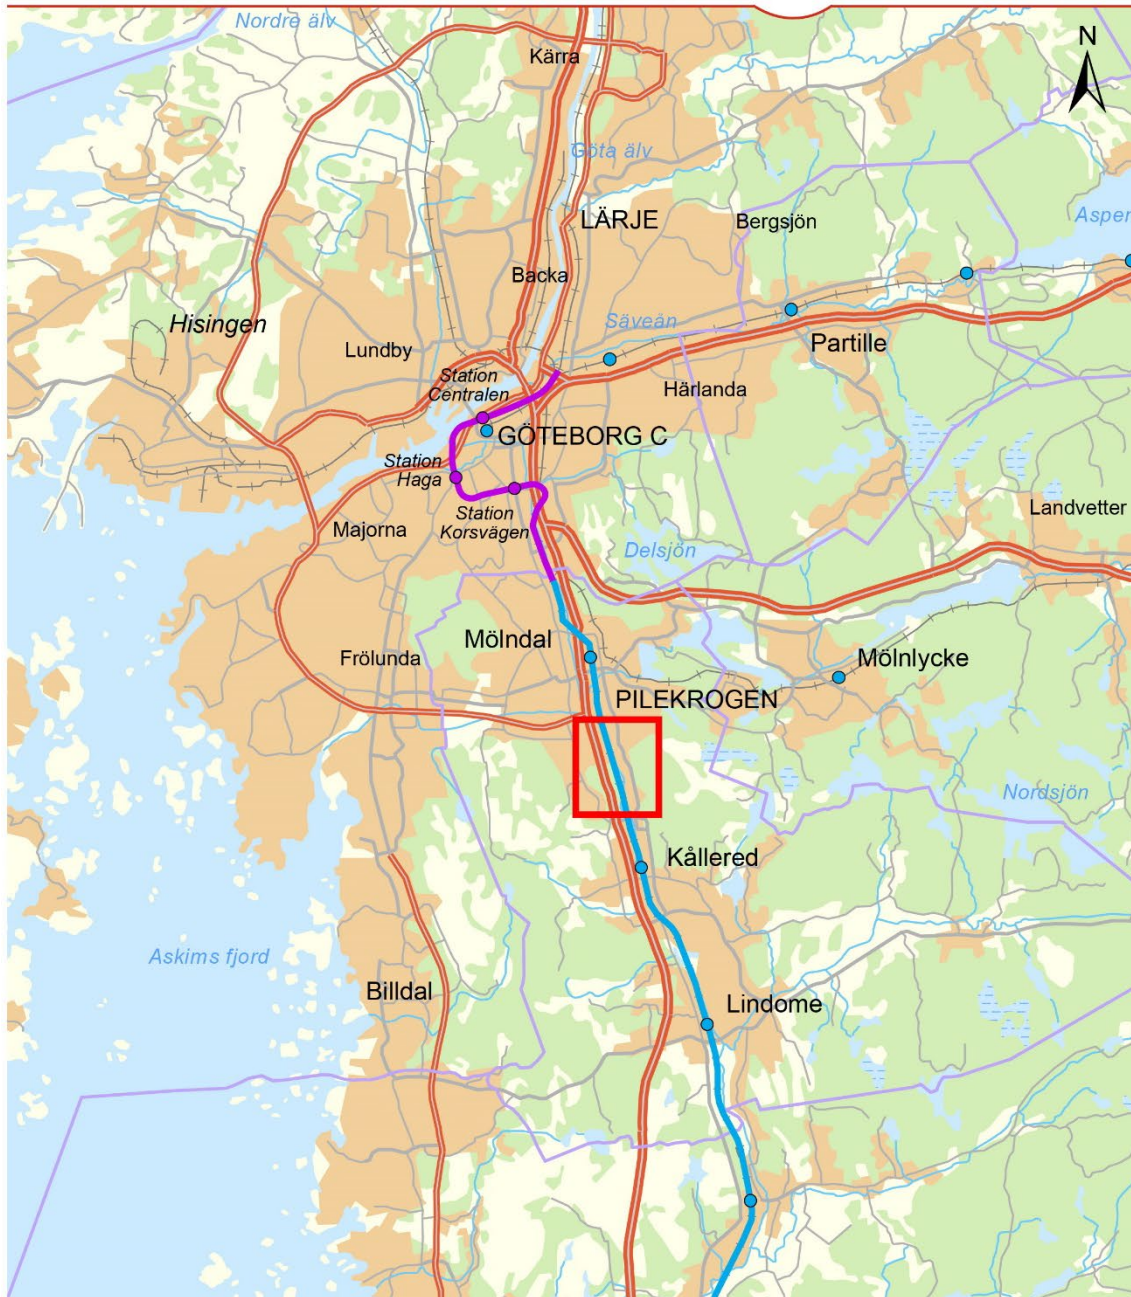 Nordre älv
Kärra
N
Göta älv
LÄRJE
Bergsjön
Aspen
Backa
Hisingen
Säveån
Lundby
Partille
Station
Centralen
Härlanda
GÖTEBORG C
Station
Haga
Station
Korsvägen
Majorna
Landvetter
Delsjön
Mölndal
Frölunda
Mölnlycke
PILEKROGEN
Nordsjön
Kållered
Askims fjord
Billdal
Lindome